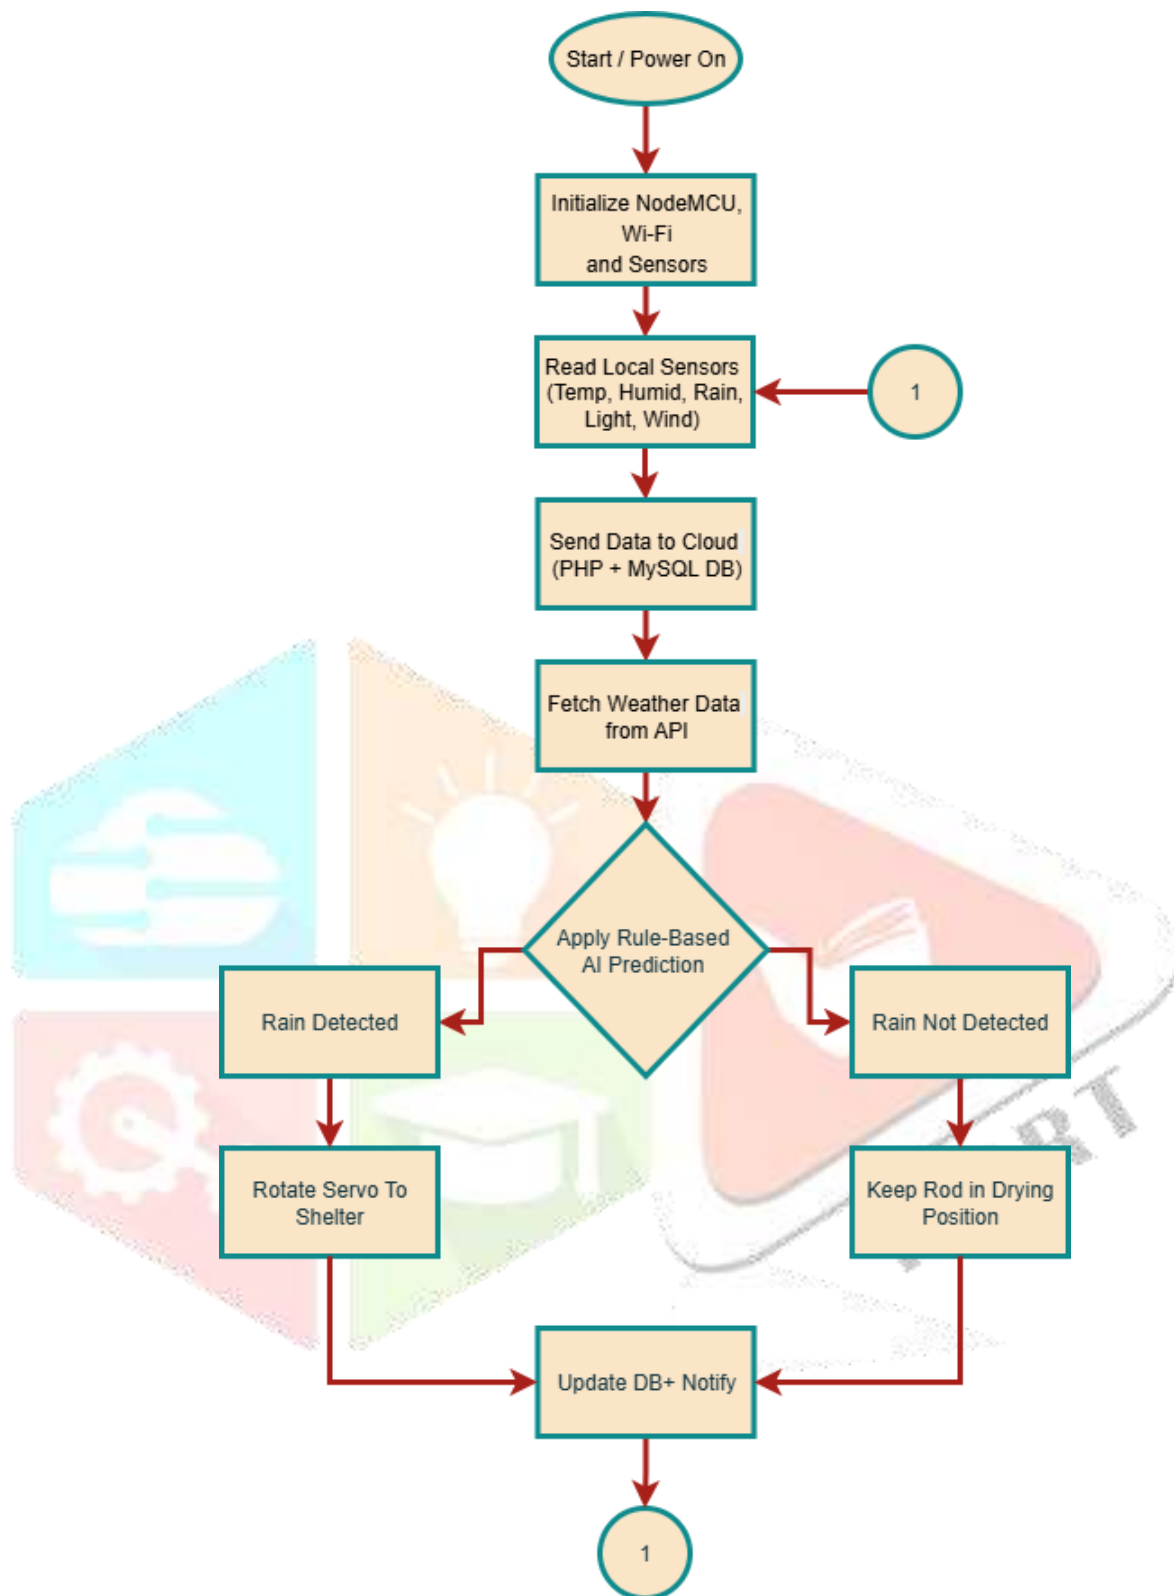 Start / Power On
Initialize NodeMCU,
Wi-Fi
and Sensors
Read Local Sensors
(Temp, Humid, Rain,
Light, Wind)
1
Send Data to Cloud
(PHP + MySQL DB)
Fetch Weather Data
from API
Apply Rule-Based
AI Prediction
Rain Detected
Rain Not Detected
Rotate Servo To
Shelter
Keep Rod in Drying
Position
Update DB+ Notify
1